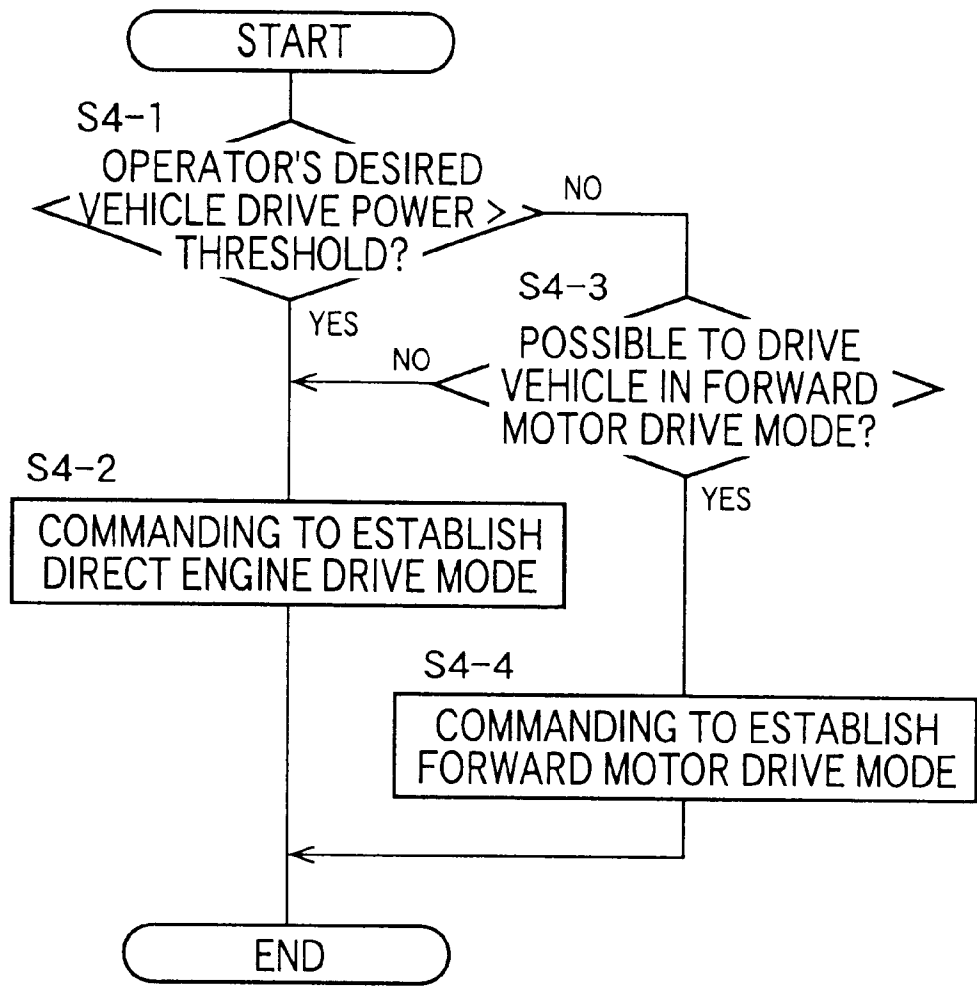 START
S4-1
OPERATOR'S DESIRED
VEHICLE DRIVE POWER >
THRESHOLD?
NO
YES
S4-3
POSSIBLE TO DRIVE
VEHICLE IN FORWARD
MOTOR DRIVE MODE?
NO
YES
S4-2
COMMANDING TO ESTABLISH
DIRECT ENGINE DRIVE MODE
S4-4
COMMANDING TO ESTABLISH
FORWARD MOTOR DRIVE MODE
END